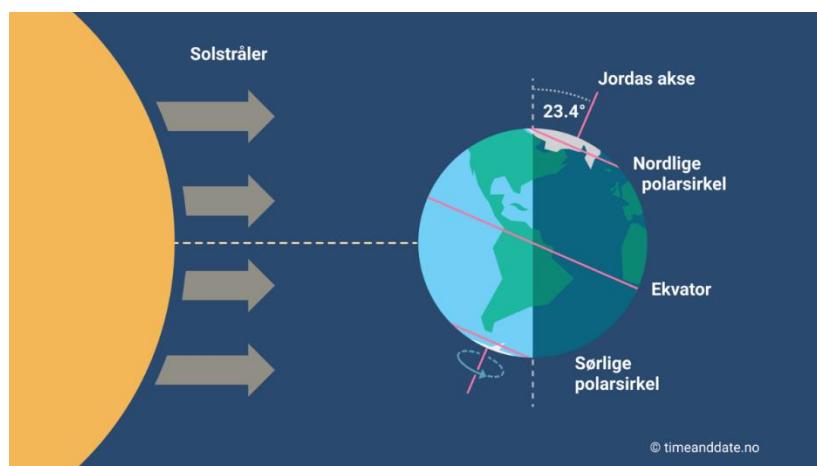 Solstråler
Jordas akse
23.4°
Nordlige
polarsirkel
Ekvator
Sørlige
polarsirkel
© timeanddate.no